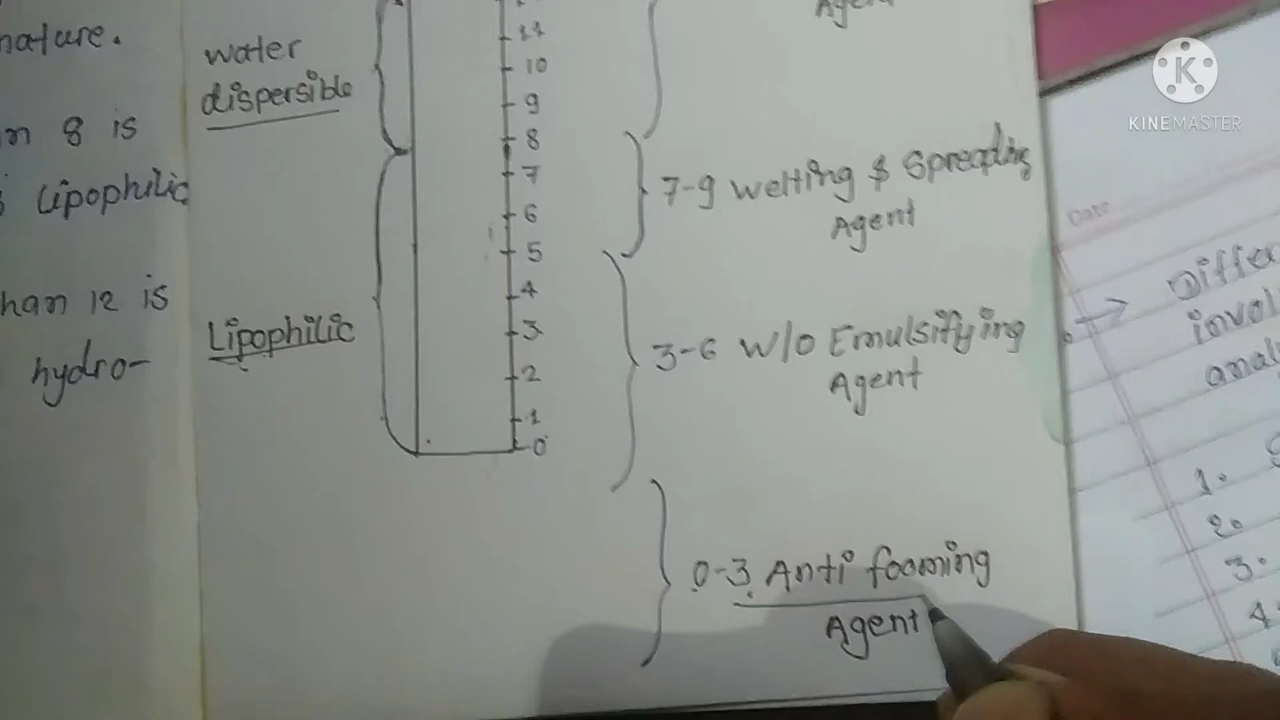 nature.
n 8 is
Lipophilic
han 12 is
hydro-
water
dispersible
Lipophilic
11
10
9
8
7
6
5
4
3
2
1
0
Agent
7-9 Wetting & Spreading
Agent
3-6 W/O Emulsifying
Agent
0-3 Anti foaming
Agent
KINEMASTER
Date
→ Differ
invol
anal
1.
2.
3.
4